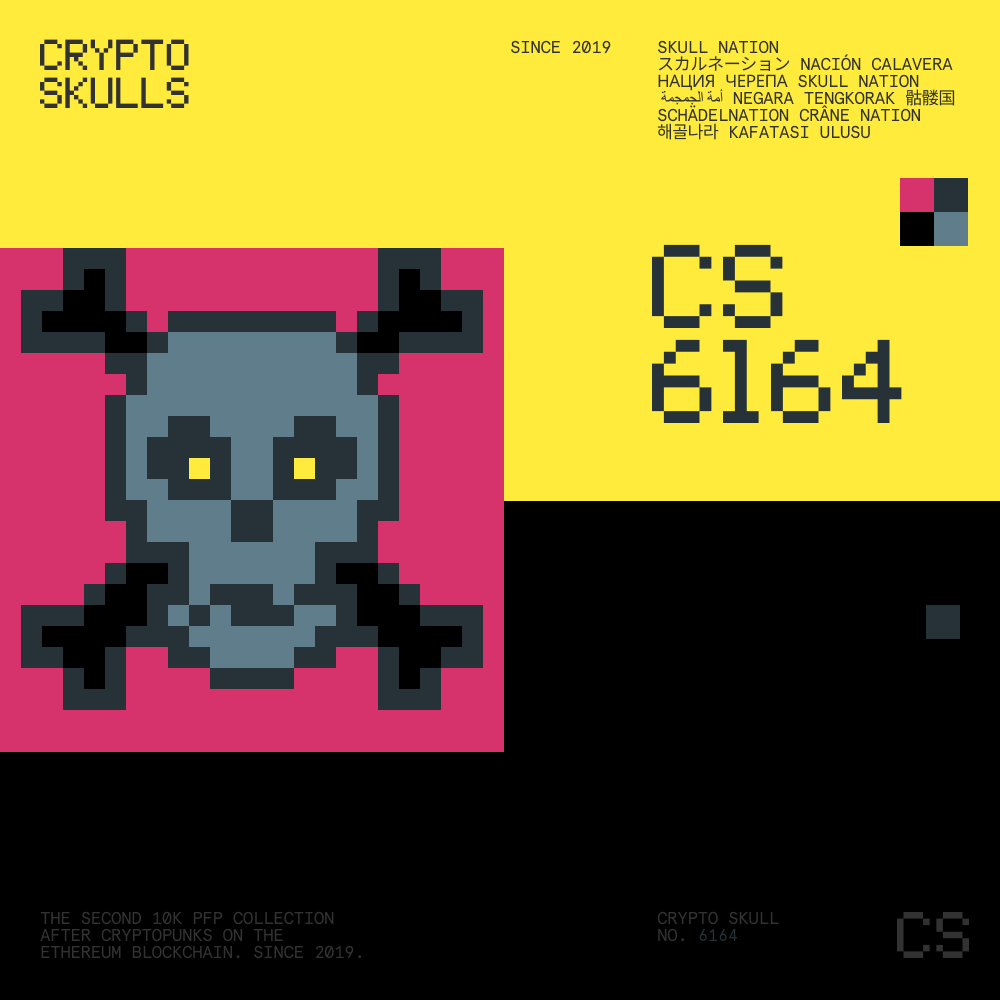 CRYPTO
SKULLS
SINCE 2019
SKULL NATION
スカルネーション NACIÓN CALAVERA
НАЦИЯ ЧЕРЕПА SKULL NATION
أمة الجمجمة NEGARA TENGKORAK 骷髅国
SCHÄDELNATION CRÂNE NATION
해골나라 KAFATASI ULUSU
CS
6164
THE SECOND 10K PFP COLLECTION
AFTER CRYPTOPUNKS ON THE
ETHEREUM BLOCKCHAIN. SINCE 2019.
CRYPTO SKULL
NO. 6164
CS